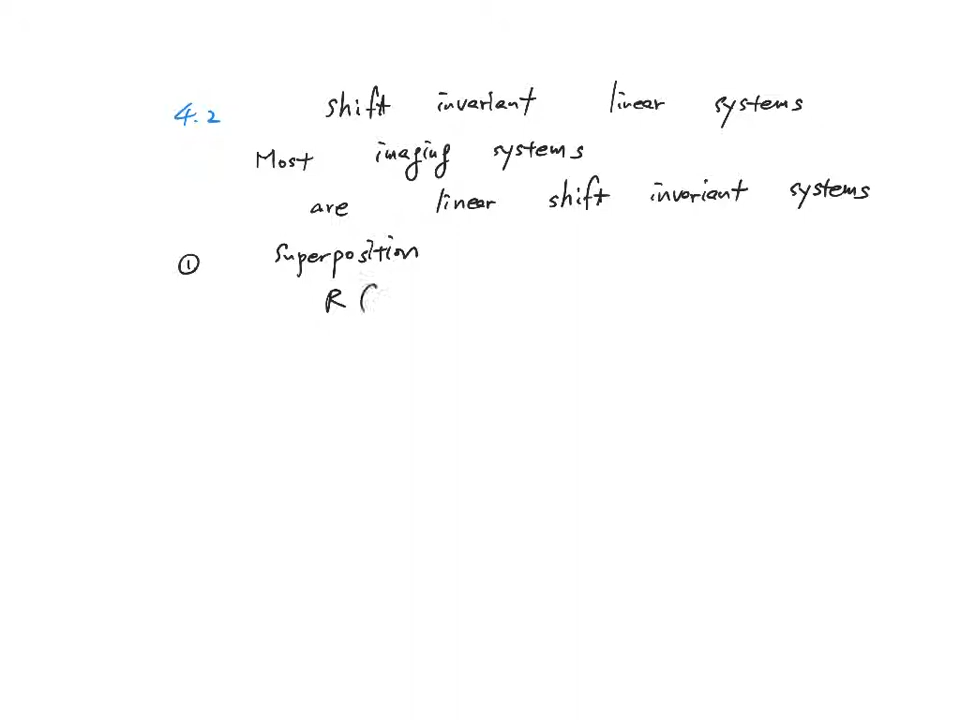 4.2 shift invariant linear systems
Most imaging systems
are linear shift invariant systems
① Superposition
R (